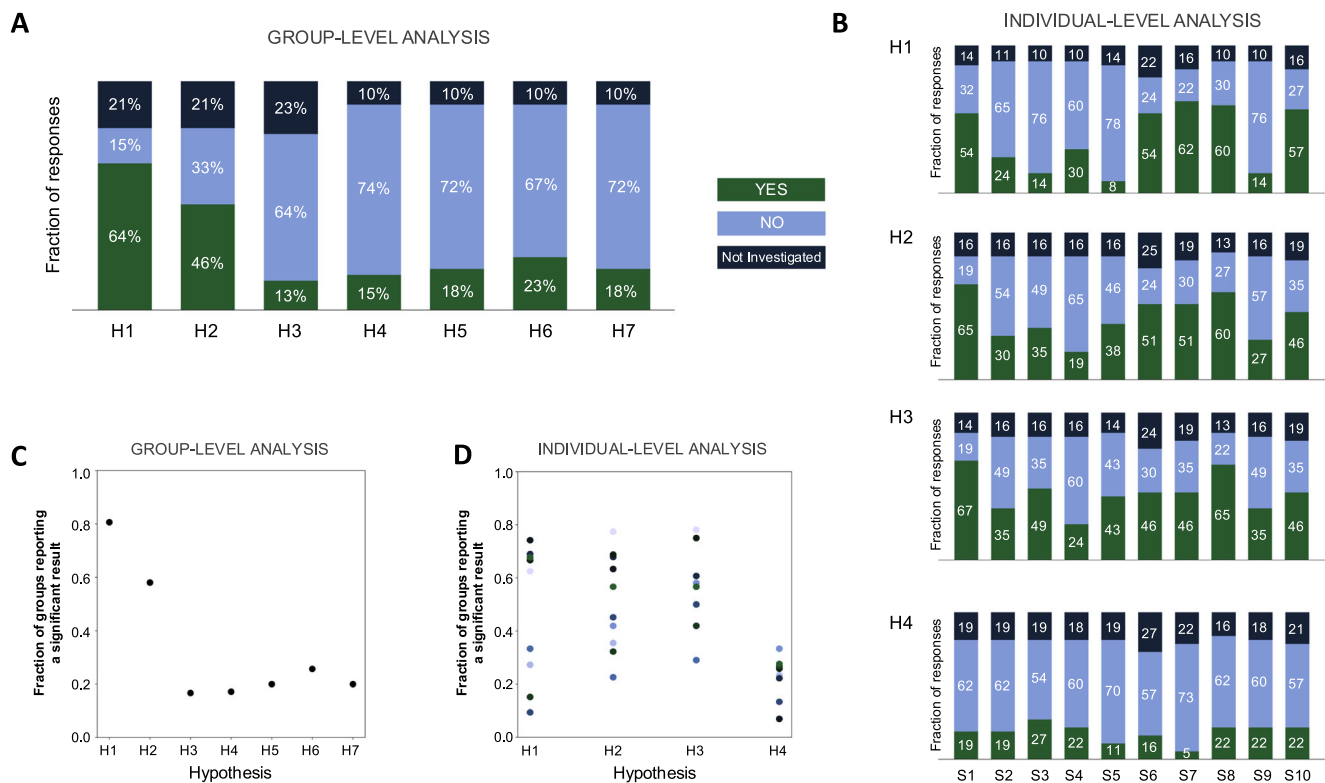 A
GROUP-LEVEL ANALYSIS
Fraction of responses
21% 21% 23% 10% 10% 10% 10%
15% 33% 64% 74% 72% 67% 72%
64% 46% 13% 15% 18% 23% 18%
H1 H2 H3 H4 H5 H6 H7
YES
NO
Not Investigated
B
INDIVIDUAL-LEVEL ANALYSIS
H1
Fraction of responses
14 11 10 10 14 22 16 10 10 16
32 65 76 60 78 24 22 30 76 27
54 24 14 30 8 54 62 60 14 57
H2
Fraction of responses
16 16 16 16 16 25 19 13 16 19
19 54 49 65 46 24 30 27 57 35
65 30 35 19 38 51 51 60 27 46
H3
Fraction of responses
14 16 16 16 14 24 19 13 16 19
19 49 35 60 43 30 35 22 49 35
67 35 49 24 43 46 46 65 35 46
H4
Fraction of responses
19 19 19 18 19 27 22 16 18 21
62 62 54 60 70 57 73 62 60 57
19 19 27 22 11 16 5 22 22 22
S1 S2 S3 S4 S5 S6 S7 S8 S9 S10
C
GROUP-LEVEL ANALYSIS
Fraction of groups reporting
a significant result
1.0
0.8
0.6
0.4
0.2
0.0
H1 H2 H3 H4 H5 H6 H7
Hypothesis
D
INDIVIDUAL-LEVEL ANALYSIS
Fraction of groups reporting
a significant result
1.0
0.8
0.6
0.4
0.2
0.0
H1 H2 H3 H4
Hypothesis